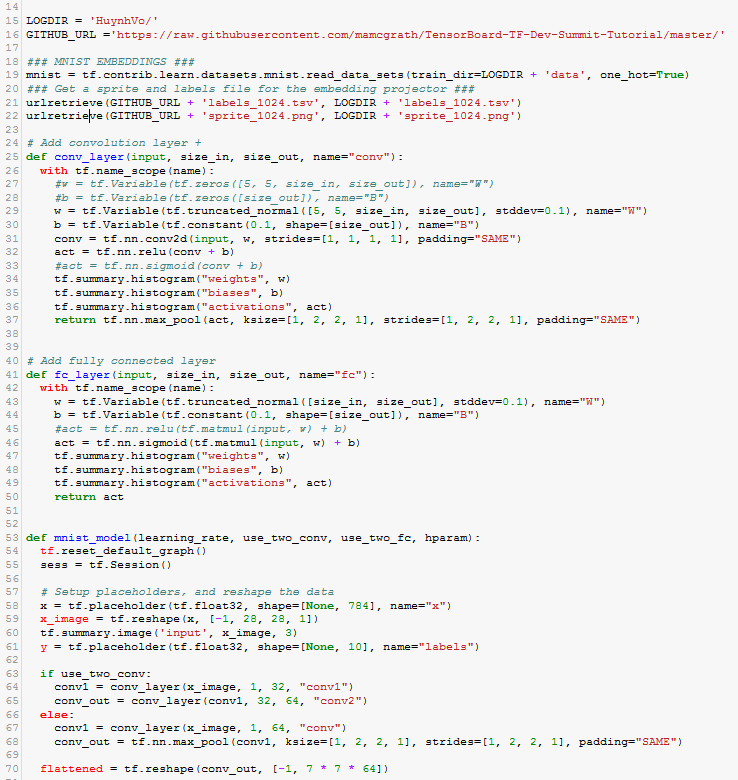 14
15 LOGDIR = 'HuynhVo/'
16 GITHUB_URL ='https://raw.githubusercontent.com/mamcgrath/TensorBoard-TF-Dev-Summit-Tutorial/master/'
17
18 ### MNIST EMBEDDINGS ###
19 mnist = tf.contrib.learn.datasets.mnist.read_data_sets(train_dir=LOGDIR + 'data', one_hot=True)
20 ### Get a sprite and labels file for the embedding projector ###
21 urlretrieve(GITHUB_URL + 'labels_1024.tsv', LOGDIR + 'labels_1024.tsv')
22 urlretrieve(GITHUB_URL + 'sprite_1024.png', LOGDIR + 'sprite_1024.png')
23
24 # Add convolution layer +
25 def conv_layer(input, size_in, size_out, name="conv"):
26   with tf.name_scope(name):
27     #w = tf.Variable(tf.zeros([5, 5, size_in, size_out]), name="W")
28     #b = tf.Variable(tf.zeros([size_out]), name="B")
29     w = tf.Variable(tf.truncated_normal([5, 5, size_in, size_out], stddev=0.1), name="W")
30     b = tf.Variable(tf.constant(0.1, shape=[size_out]), name="B")
31     conv = tf.nn.conv2d(input, w, strides=[1, 1, 1, 1], padding="SAME")
32     act = tf.nn.relu(conv + b)
33     #act = tf.nn.sigmoid(conv + b)
34     tf.summary.histogram("weights", w)
35     tf.summary.histogram("biases", b)
36     tf.summary.histogram("activations", act)
37     return tf.nn.max_pool(act, ksize=[1, 2, 2, 1], strides=[1, 2, 2, 1], padding="SAME")
38
39
40 # Add fully connected layer
41 def fc_layer(input, size_in, size_out, name="fc"):
42   with tf.name_scope(name):
43     w = tf.Variable(tf.truncated_normal([size_in, size_out], stddev=0.1), name="W")
44     b = tf.Variable(tf.constant(0.1, shape=[size_out]), name="B")
45     #act = tf.nn.relu(tf.matmul(input, w) + b)
46     act = tf.nn.sigmoid(tf.matmul(input, w) + b)
47     tf.summary.histogram("weights", w)
48     tf.summary.histogram("biases", b)
49     tf.summary.histogram("activations", act)
50     return act
51
52
53 def mnist_model(learning_rate, use_two_conv, use_two_fc, hparam):
54   tf.reset_default_graph()
55   sess = tf.Session()
56
57   # Setup placeholders, and reshape the data
58   x = tf.placeholder(tf.float32, shape=[None, 784], name="x")
59   x_image = tf.reshape(x, [-1, 28, 28, 1])
60   tf.summary.image('input', x_image, 3)
61   y = tf.placeholder(tf.float32, shape=[None, 10], name="labels")
62
63   if use_two_conv:
64     conv1 = conv_layer(x_image, 1, 32, "conv1")
65     conv_out = conv_layer(conv1, 32, 64, "conv2")
66   else:
67     conv1 = conv_layer(x_image, 1, 64, "conv")
68     conv_out = tf.nn.max_pool(conv1, ksize=[1, 2, 2, 1], strides=[1, 2, 2, 1], padding="SAME")
69
70   flattened = tf.reshape(conv_out, [-1, 7 * 7 * 64])